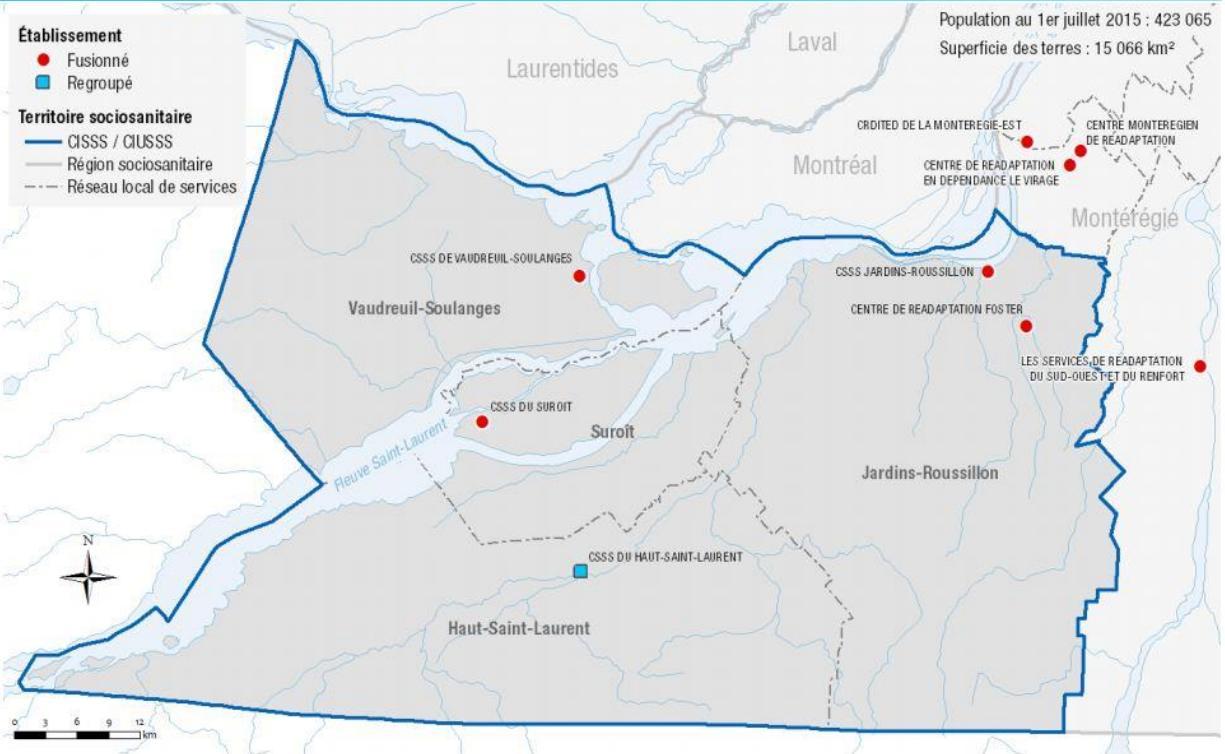 Population au 1er juillet 2015 : 423 065
Superficie des terres : 15 066 km²
Établissement
Fusionné
Regroupé
Territoire sociosanitaire
CISSS / CIUSSS
Région sociosanitaire
Réseau local de services
Laurentides
Laval
Montréal
Montérégie
CRDITED DE LA MONTEREGIE-EST
CENTRE MONTEREGIEN
DE READAPTATION
CENTRE DE READAPTATION
EN DEPENDANCE LE VIRAGE
CSSS DE VAUDREUIL-SOULANGES
Vaudreuil-Soulanges
CSSS JARDINS-ROUSSILLON
CENTRE DE READAPTATION FOSTER
LES SERVICES DE READAPTATION
DU SUD-OUEST ET DU RENFORT
CSSS DU SUROIT
Suroît
Fleuve Saint-Laurent
Jardins-Roussillon
CSSS DU HAUT-SAINT-LAURENT
Haut-Saint-Laurent
N
0 3 6 9 12
km